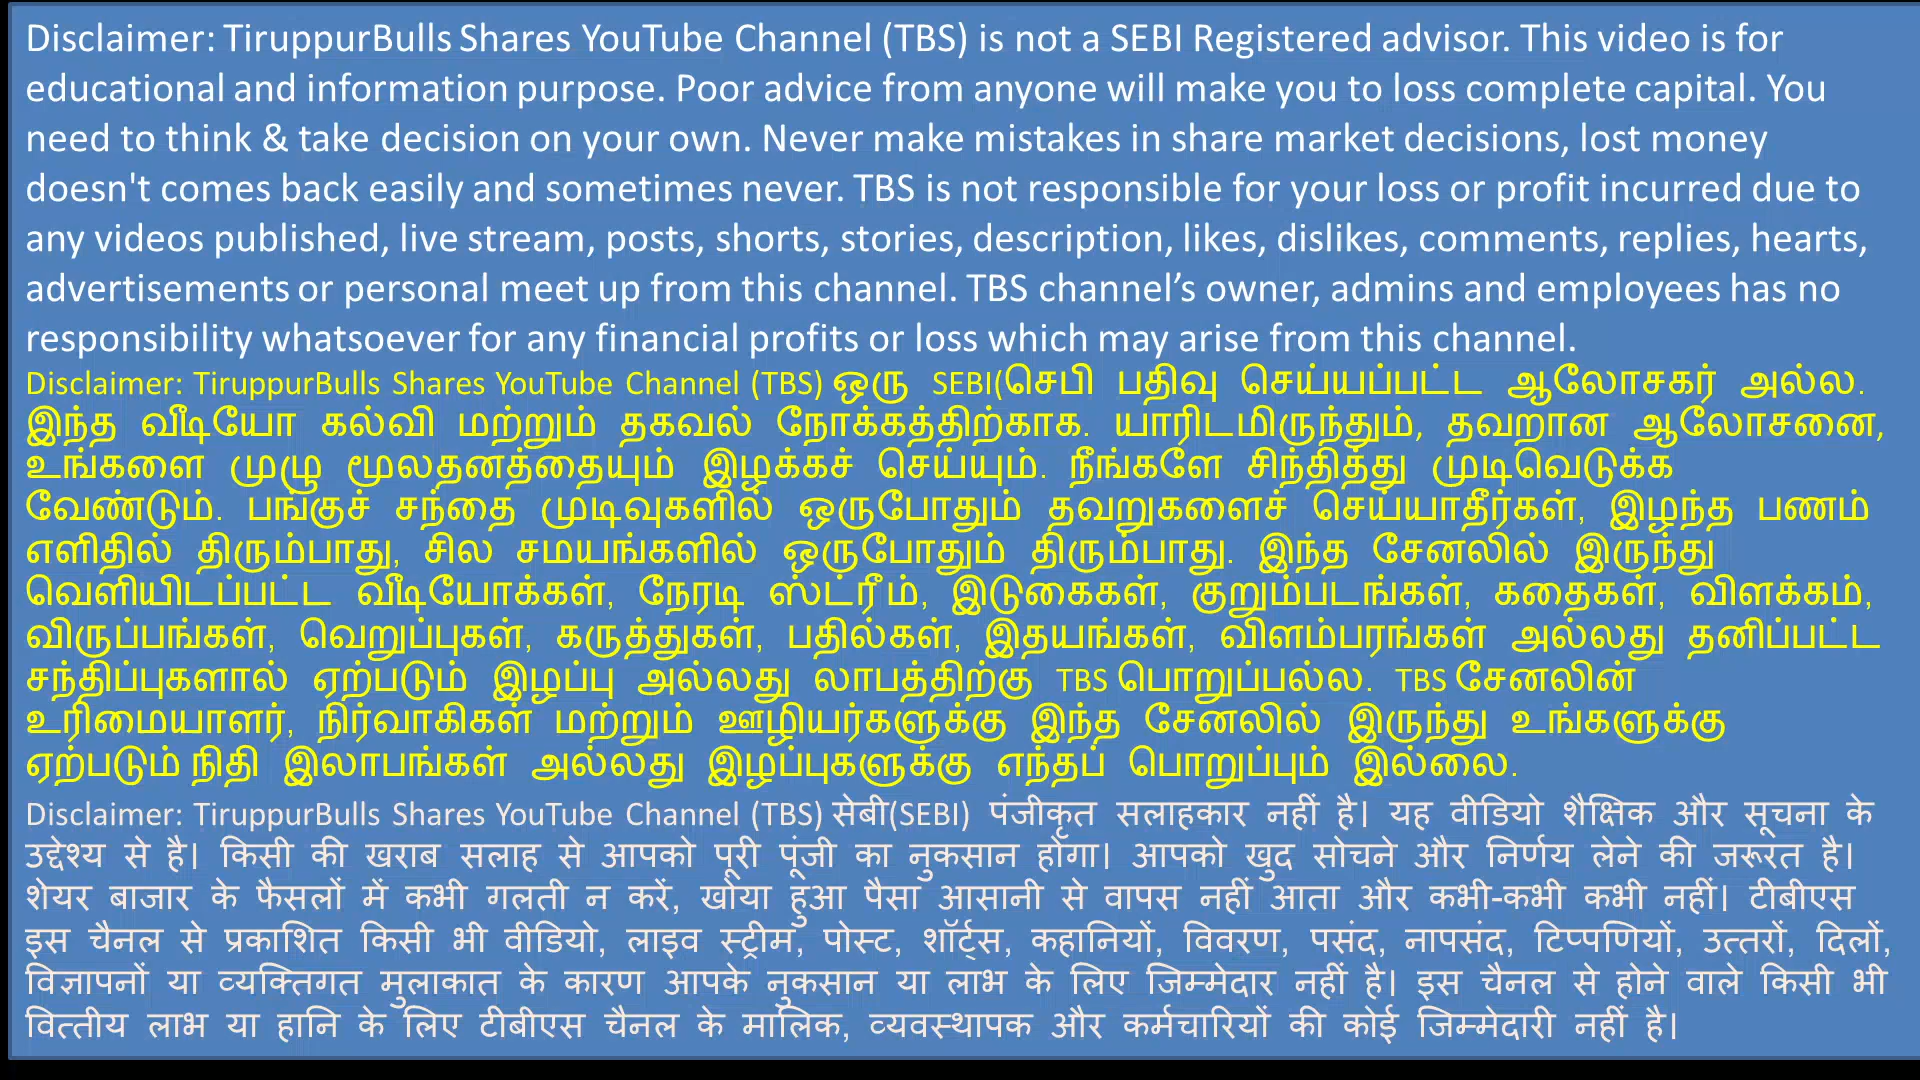 Disclaimer: TiruppurBulls Shares YouTube Channel (TBS) is not a SEBI Registered advisor. This video is for
educational and information purpose. Poor advice from anyone will make you to loss complete capital. You
need to think & take decision on your own. Never make mistakes in share market decisions, lost money
doesn't comes back easily and sometimes never. TBS is not responsible for your loss or profit incurred due to
any videos published, live stream, posts, shorts, stories, description, likes, dislikes, comments, replies, hearts,
advertisements or personal meet up from this channel. TBS channel’s owner, admins and employees has no
responsibility whatsoever for any financial profits or loss which may arise from this channel.
Disclaimer: TiruppurBulls Shares YouTube Channel (TBS) ஒரு SEBI(செபி பதிவு செய்யப்பட்ட ஆலோசகர் அல்ல.
இந்த வீடியோ கல்வி மற்றும் தகவல் நோக்கத்திற்காக. யாரிடமிருந்தும், தவறான ஆலோசனை,
உங்களை முழு மூலதனத்தையும் இழக்கச் செய்யும். நீங்களே சிந்தித்து முடிவெடுக்க
வேண்டும். பங்குச் சந்தை முடிவுகளில் ஒருபோதும் தவறுகளைச் செய்யாதீர்கள், இழந்த பணம்
எளிதில் திரும்பாது, சில சமயங்களில் ஒருபோதும் திரும்பாது. இந்த சேனலில் இருந்து
வெளியிடப்பட்ட வீடியோக்கள், நேரடி ஸ்ட்ரீம், இடுகைகள், குறும்படங்கள், கதைகள், விளக்கம்,
விருப்பங்கள், வெறுப்புகள், கருத்துகள், பதில்கள், இதயங்கள், விளம்பரங்கள் அல்லது தனிப்பட்ட
சந்திப்புகளால் ஏற்படும் இழப்பு அல்லது லாபத்திற்கு TBS பொறுப்பல்ல. TBS சேனலின்
உரிமையாளர், நிர்வாகிகள் மற்றும் ஊழியர்களுக்கு இந்த சேனலில் இருந்து உங்களுக்கு
ஏற்படும் நிதி இலாபங்கள் அல்லது இழப்புகளுக்கு எந்தப் பொறுப்பும் இல்லை.
Disclaimer: TiruppurBulls Shares YouTube Channel (TBS) सेबी(SEBI) पंजीकृत सलाहकार नहीं है। यह वीडियो शैक्षिक और सूचना के
उद्देश्य से है। किसी की खराब सलाह से आपको पूरी पूंजी का नुकसान होगा। आपको खुद सोचने और निर्णय लेने की जरूरत है।
शेयर बाजार के फैसलों में कभी गलती न करें, खोया हुआ पैसा आसानी से वापस नहीं आता और कभी-कभी कभी नहीं। टीबीएस
इस चैनल से प्रकाशित किसी भी वीडियो, लाइव स्ट्रीम, पोस्ट, शॉर्ट्स, कहानियों, विवरण, पसंद, नापसंद, टिप्पणियों, उत्तरों, दिलों,
विज्ञापनों या व्यक्तिगत मुलाकात के कारण आपके नुकसान या लाभ के लिए जिम्मेदार नहीं है। इस चैनल से होने वाले किसी भी
वित्तीय लाभ या हानि के लिए टीबीएस चैनल के मालिक, व्यवस्थापक और कर्मचारियों की कोई जिम्मेदारी नहीं है।